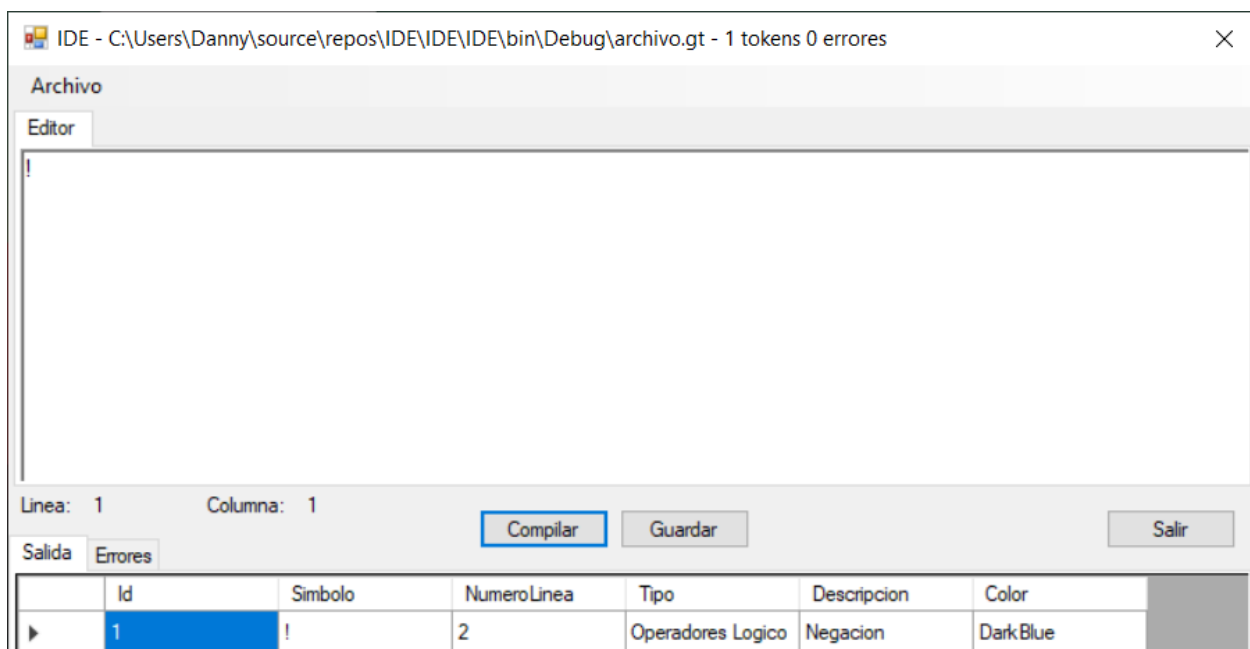 IDE - C:\Users\Danny\source\repos\IDE\IDE\IDE\bin\Debug\archivo.gt - 1 tokens 0 errores
Archivo
Editor
!
Linea: 1 Columna: 1
Compilar Guardar Salir
Salida Errores
Id Simbolo NumeroLinea Tipo Descripcion Color
1 ! 2 Operadores Logico Negacion DarkBlue